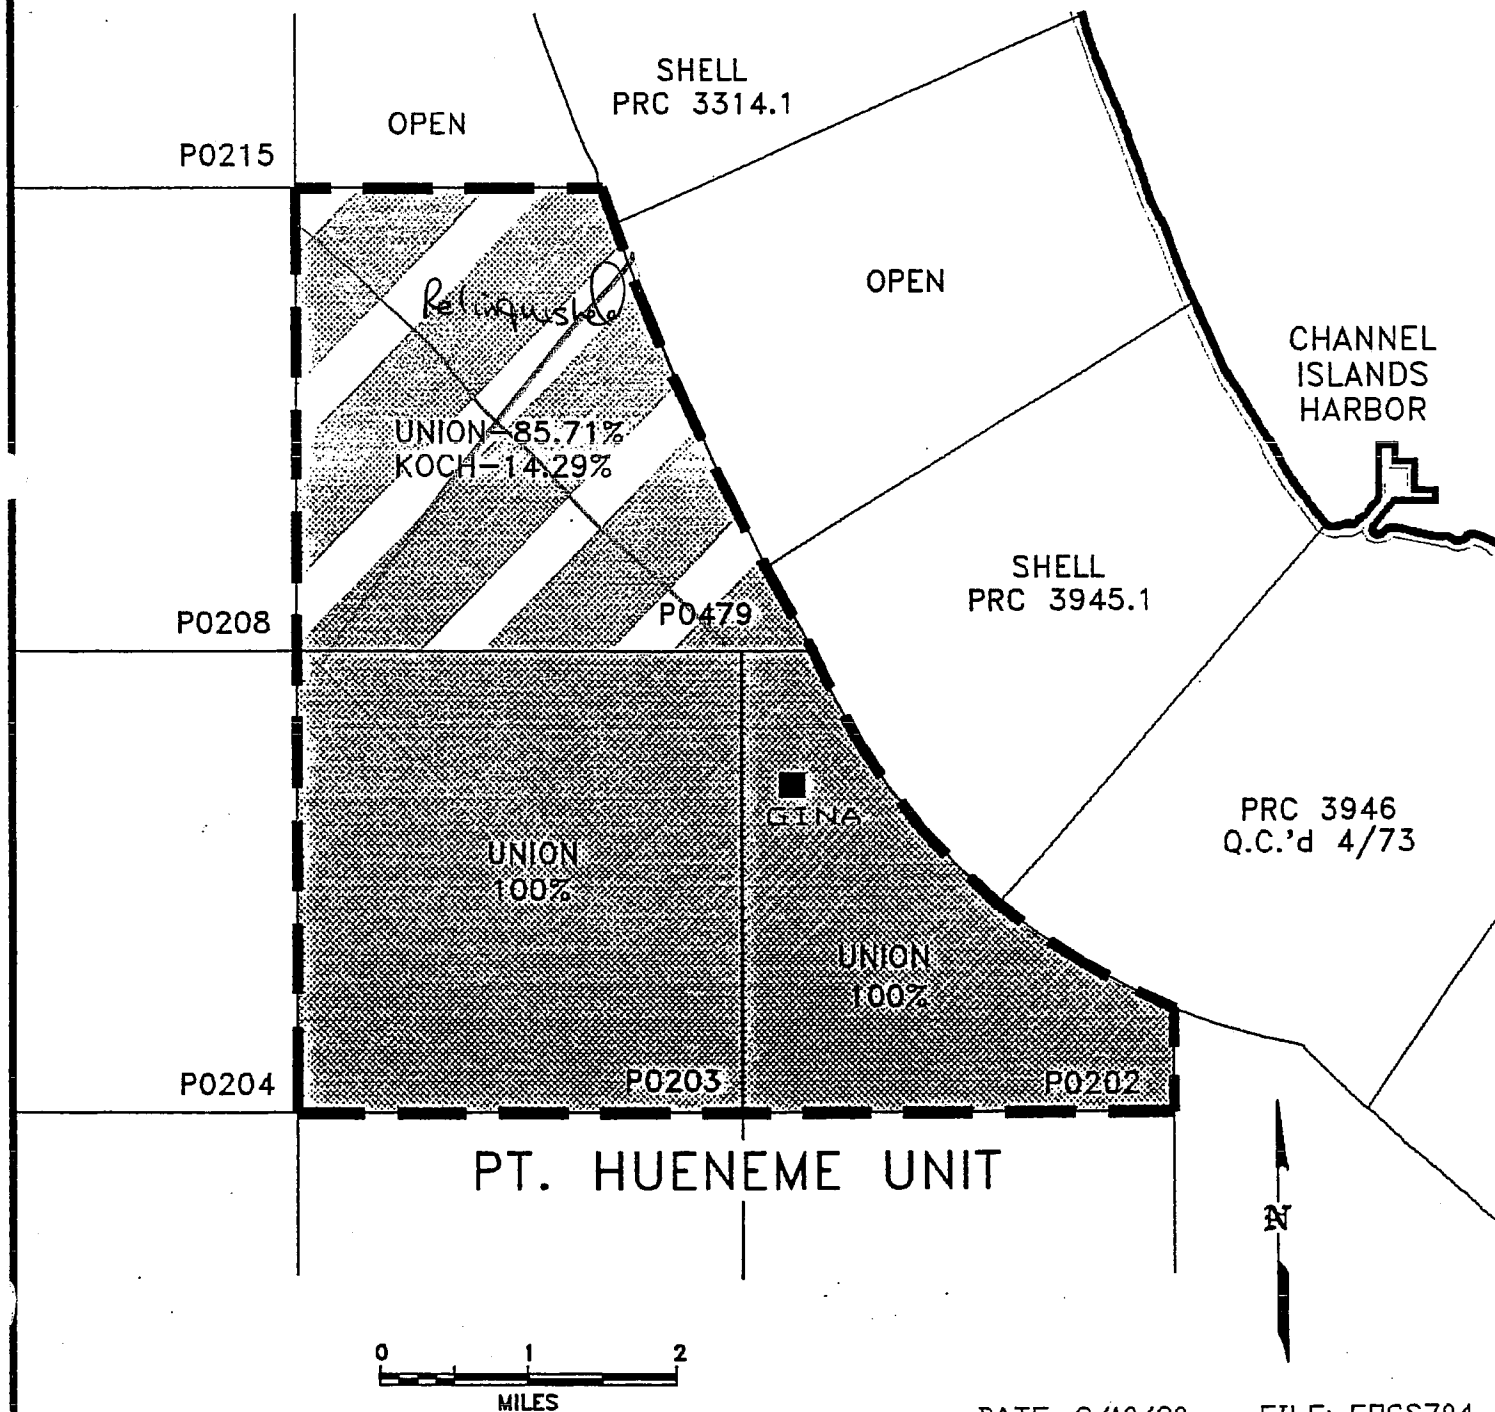 SHELL
PRC 3314.1
OPEN
P0215
OPEN
Relinquished
CHANNEL
ISLANDS
HARBOR
UNION-85.71%
KOCH-14.29%
SHELL
PRC 3945.1
P0479
P0208
GINA
PRC 3946
Q.C.'d 4/73
UNION
100%
UNION
100%
P0204
P0203
P0202
PT. HUENEME UNIT
N
0 1 2
MILES